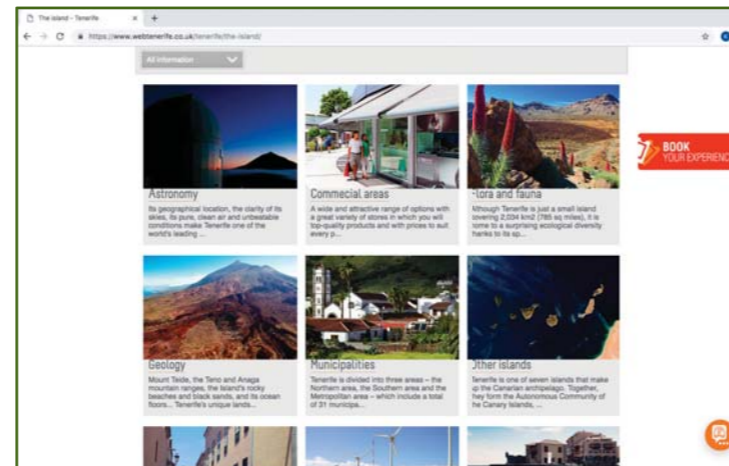 The island - Tenerife
https://www.webtenerife.co.uk/tenerife/the-island/
All information
BOOK
YOUR EXPERIENC
Astronomy
Its geographical location, the clarity of its
skies, its pure, clean air and unbeatable
conditions make Tenerife one of the
world's leading ...
Commecial areas
A wide and attractive range of options with
a great variety of stores in which you will
top-quality products and with prices to suit
every p...
-lora and fauna
Although Tenerife is just a small island
covering 2,034 km2 (785 sq miles), it is
ome to a surprising ecological diversity
hanks to its sp...
Geology
Mount Teide, the Teno and Anaga
mountain ranges, the island's rocky
beaches and black sands, and its ocean
floors... Tenerife's unique lands...
Municipalities
Tenerife is divided into three areas – the
Northern area, the Southern area and the
Metropolitan area – which include a total
of 31 municipa...
Other islands
Tenerife is one of seven islands that make
up the Canarian archipelago. Together,
hey form the Autonomous Community of
he Canary Islands, ...